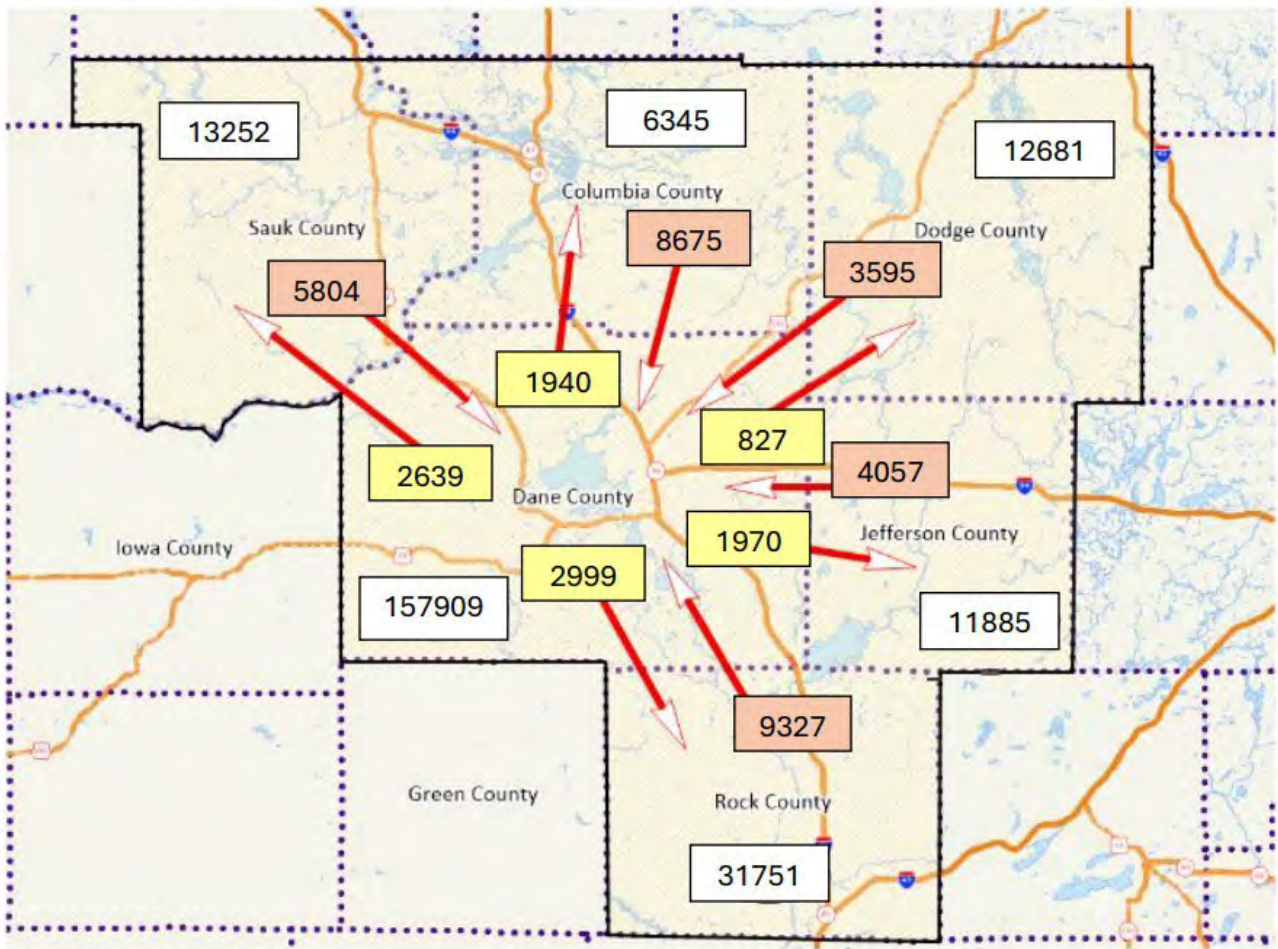 13252
6345
12681
Columbia County
Sauk County
8675
Dodge County
5804
3595
1940
827
2639
4057
Dane County
1970
Jefferson County
Iowa County
2999
157909
11885
9327
Green County
Rock County
31751